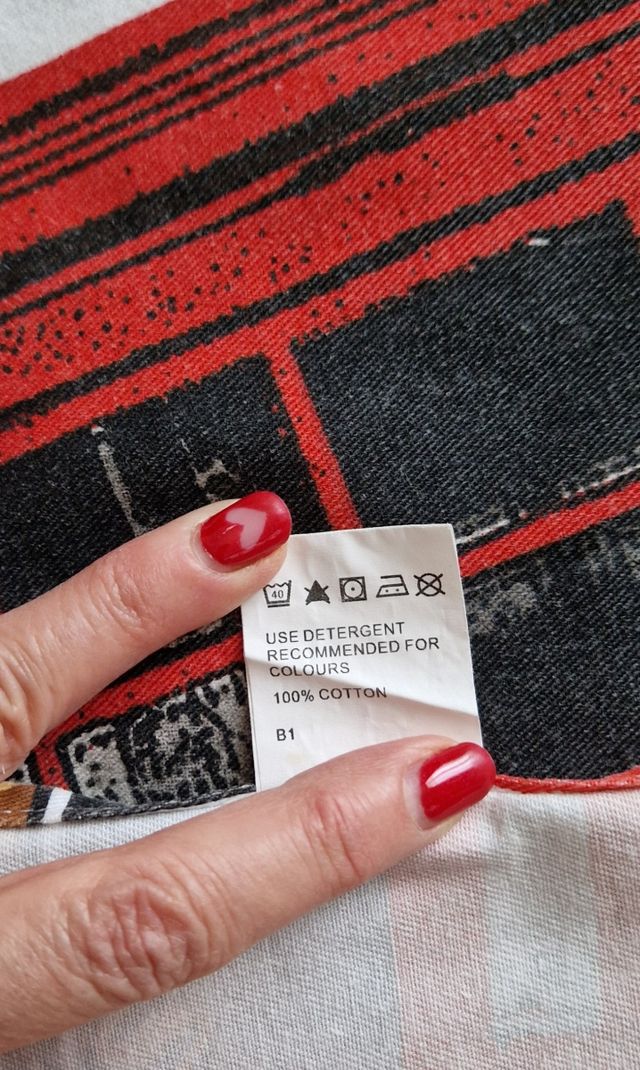 40
USE DETERGENT
RECOMMENDED FOR
COLOURS
100% COTTON
B1